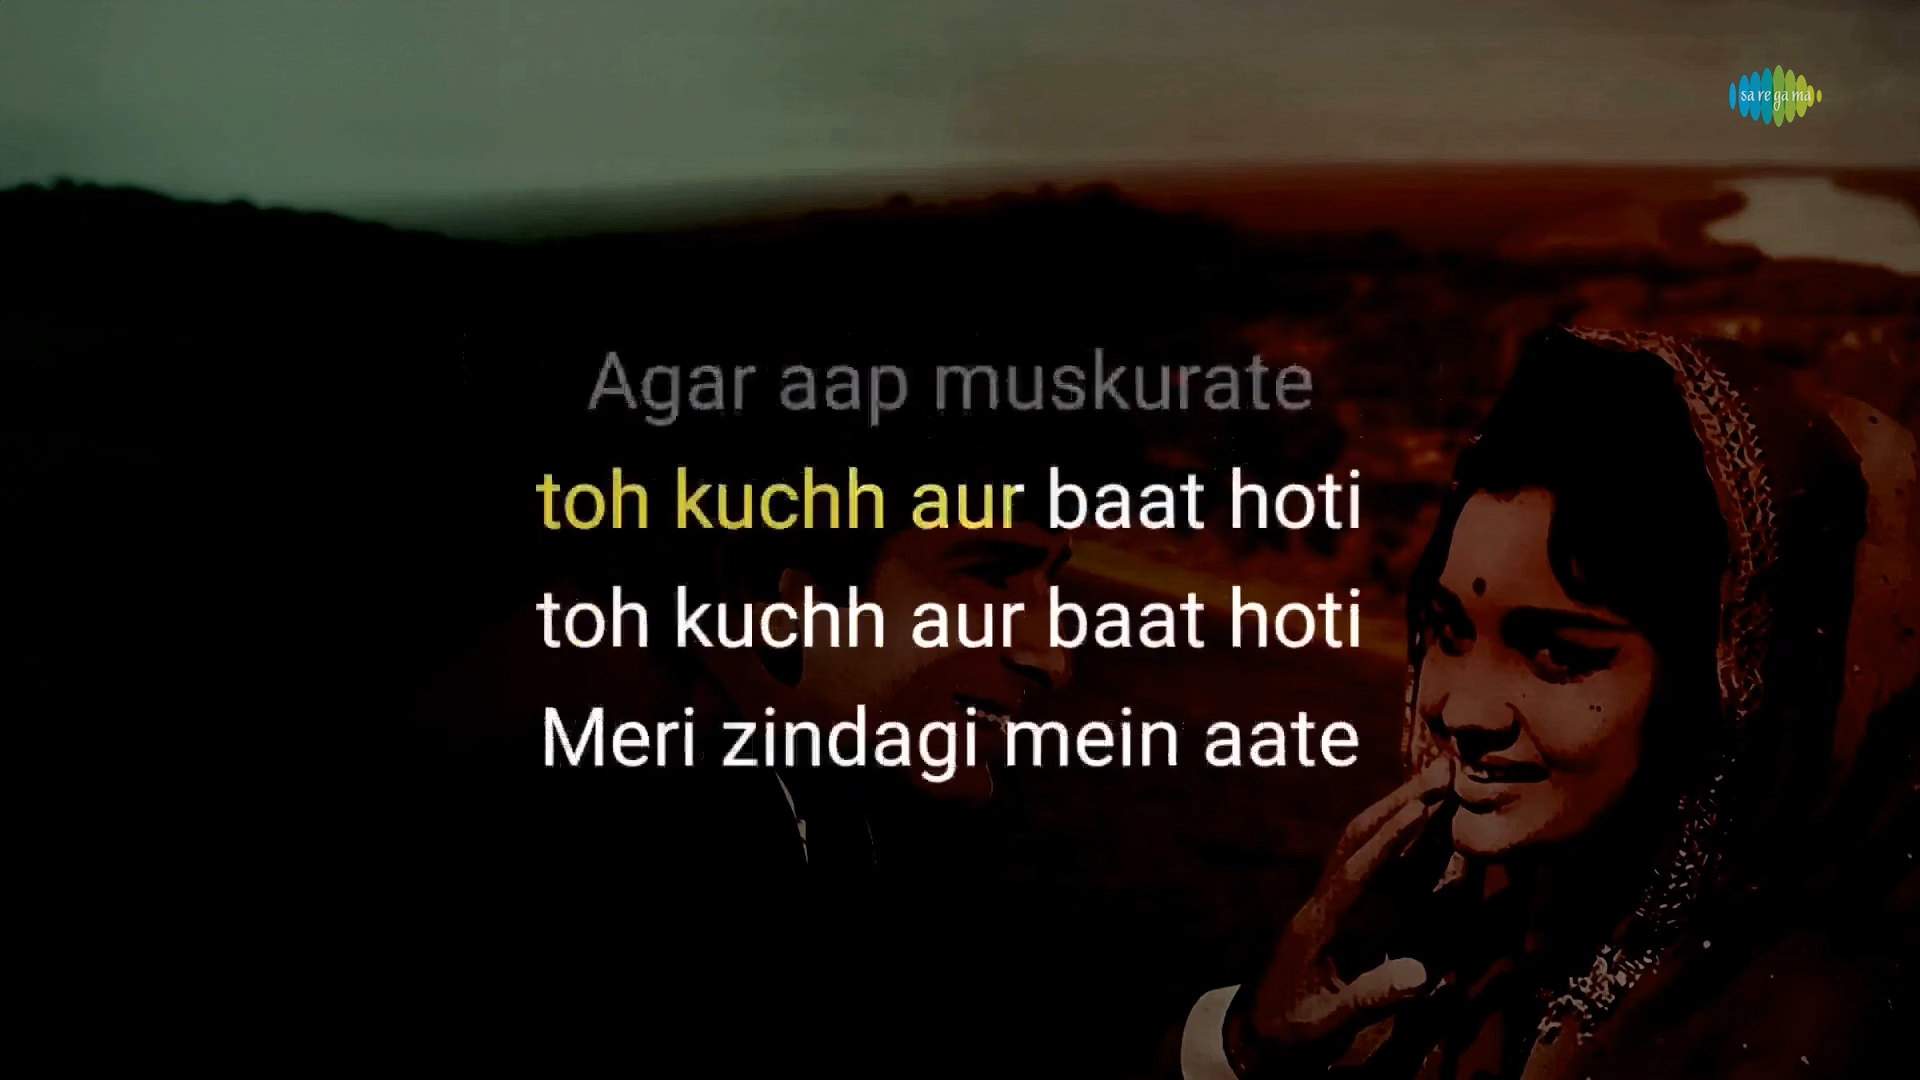 sa re ga ma
Agar aap muskurate
toh kuchh aur baat hoti
toh kuchh aur baat hoti
Meri zindagi mein aate